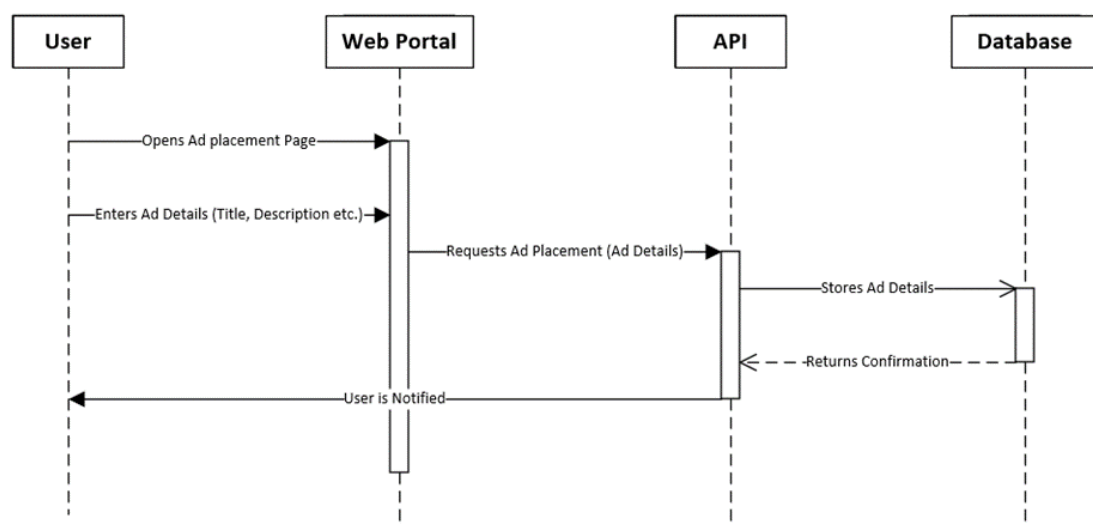 User
Web Portal
API
Database
Opens Ad placement Page
Enters Ad Details (Title, Description etc.)
Requests Ad Placement (Ad Details)
Stores Ad Details
Returns Confirmation
User is Notified